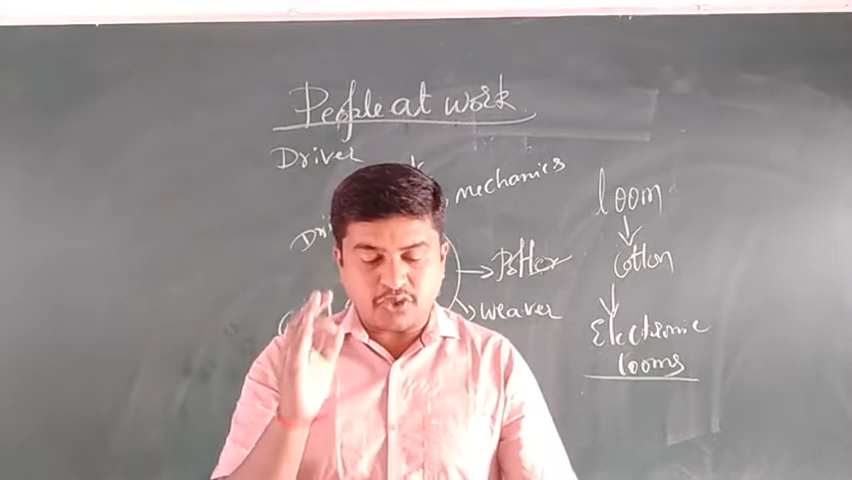 People at work
Driver
mechanics
loom
Potter
Cotton
weaver
Electronic
looms